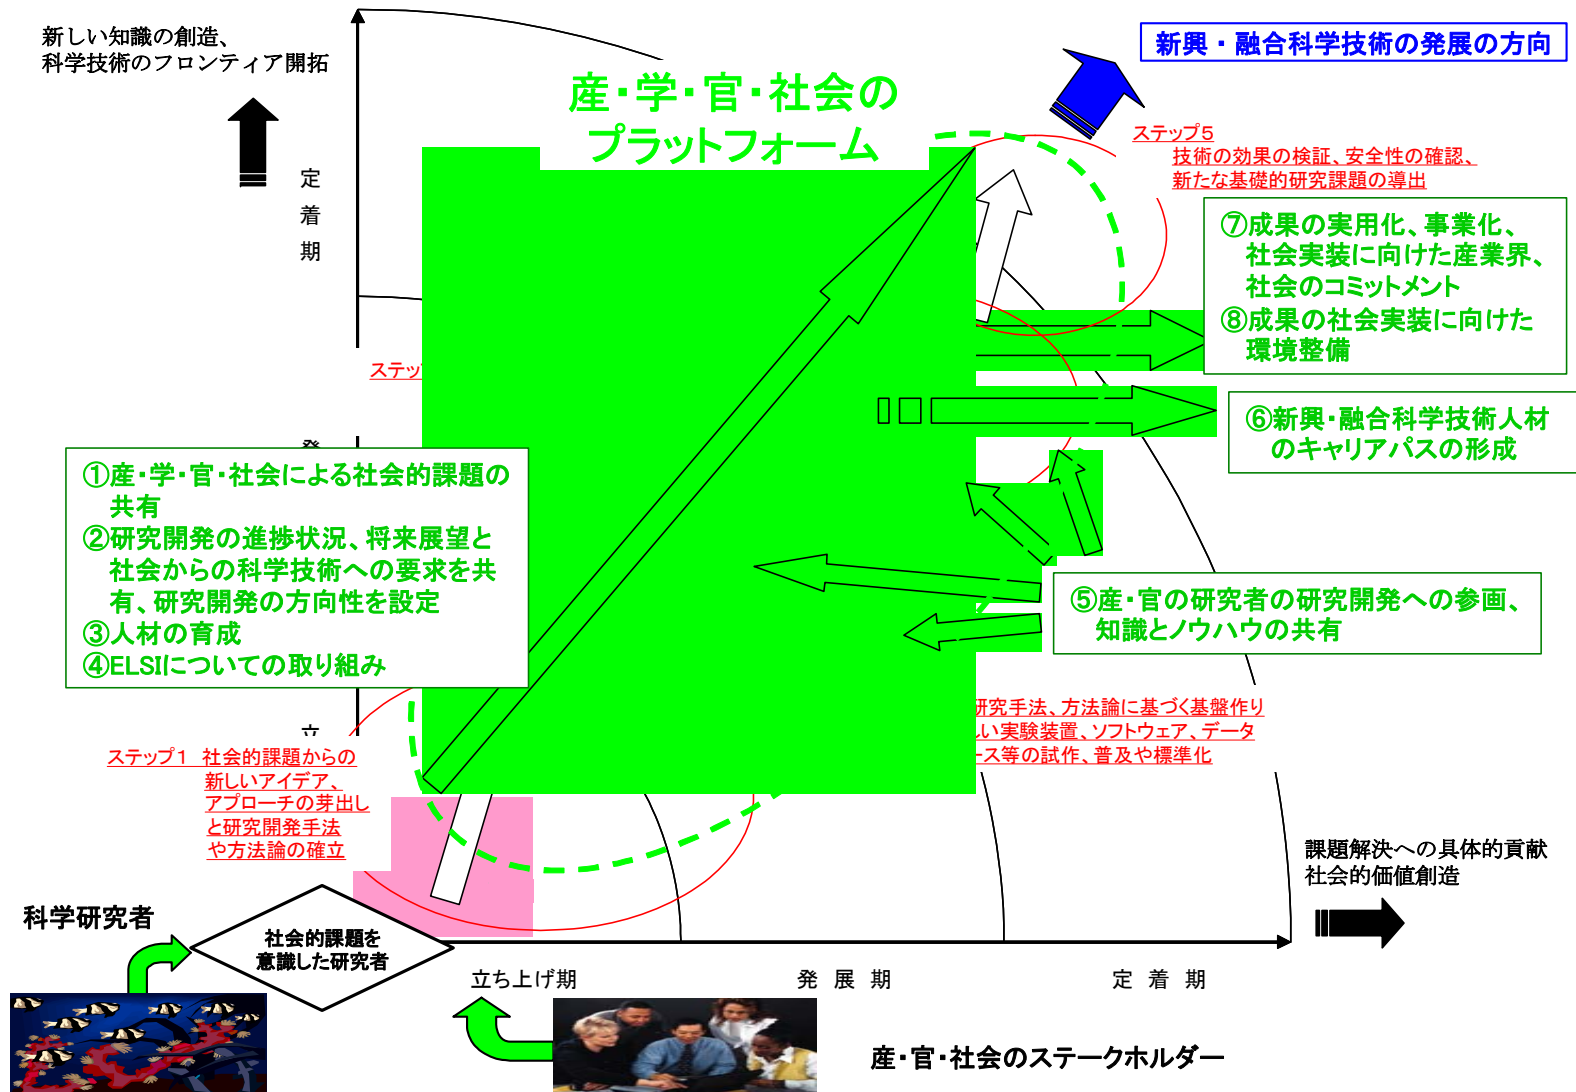 新しい知識の創造、
科学技術のフロンティア開拓
新興・融合科学技術の発展の方向
産・学・官・社会の
プラットフォーム
ステップ5
技術の効果の検証、安全性の確認、
新たな基礎的研究課題の導出
定着期
⑦成果の実用化、事業化、
社会実装に向けた産業界、
社会のコミットメント
⑧成果の社会実装に向けた
環境整備
ステップ
⑥新興・融合科学技術人材
のキャリアパスの形成
①産・学・官・社会による社会的課題の
共有
②研究開発の進捗状況、将来展望と
社会からの科学技術への要求を共
有、研究開発の方向性を設定
③人材の育成
④ELSIについての取り組み
⑤産・官の研究者の研究開発への参画、
知識とノウハウの共有
研究手法、方法論に基づく基盤作り
い実験装置、ソフトウェア、データ
ース等の試作、普及や標準化
ステップ1 社会的課題からの
新しいアイデア、
アプローチの芽出し
と研究開発手法
や方法論の確立
課題解決への具体的貢献
社会的価値創造
科学研究者
社会的課題を
意識した研究者
立ち上げ期
発展期
定着期
産・官・社会のステークホルダー